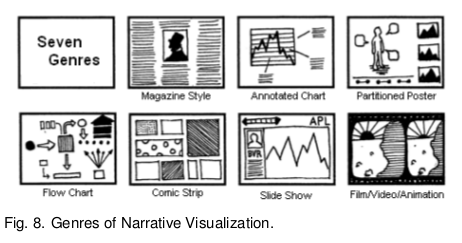 Seven
Genres
Magazine Style
Annotated Chart
Partitioned Poster
APL
BVR
Flow Chart
Comic Strip
Slide Show
Film/Video/Animation
Fig. 8. Genres of Narrative Visualization.